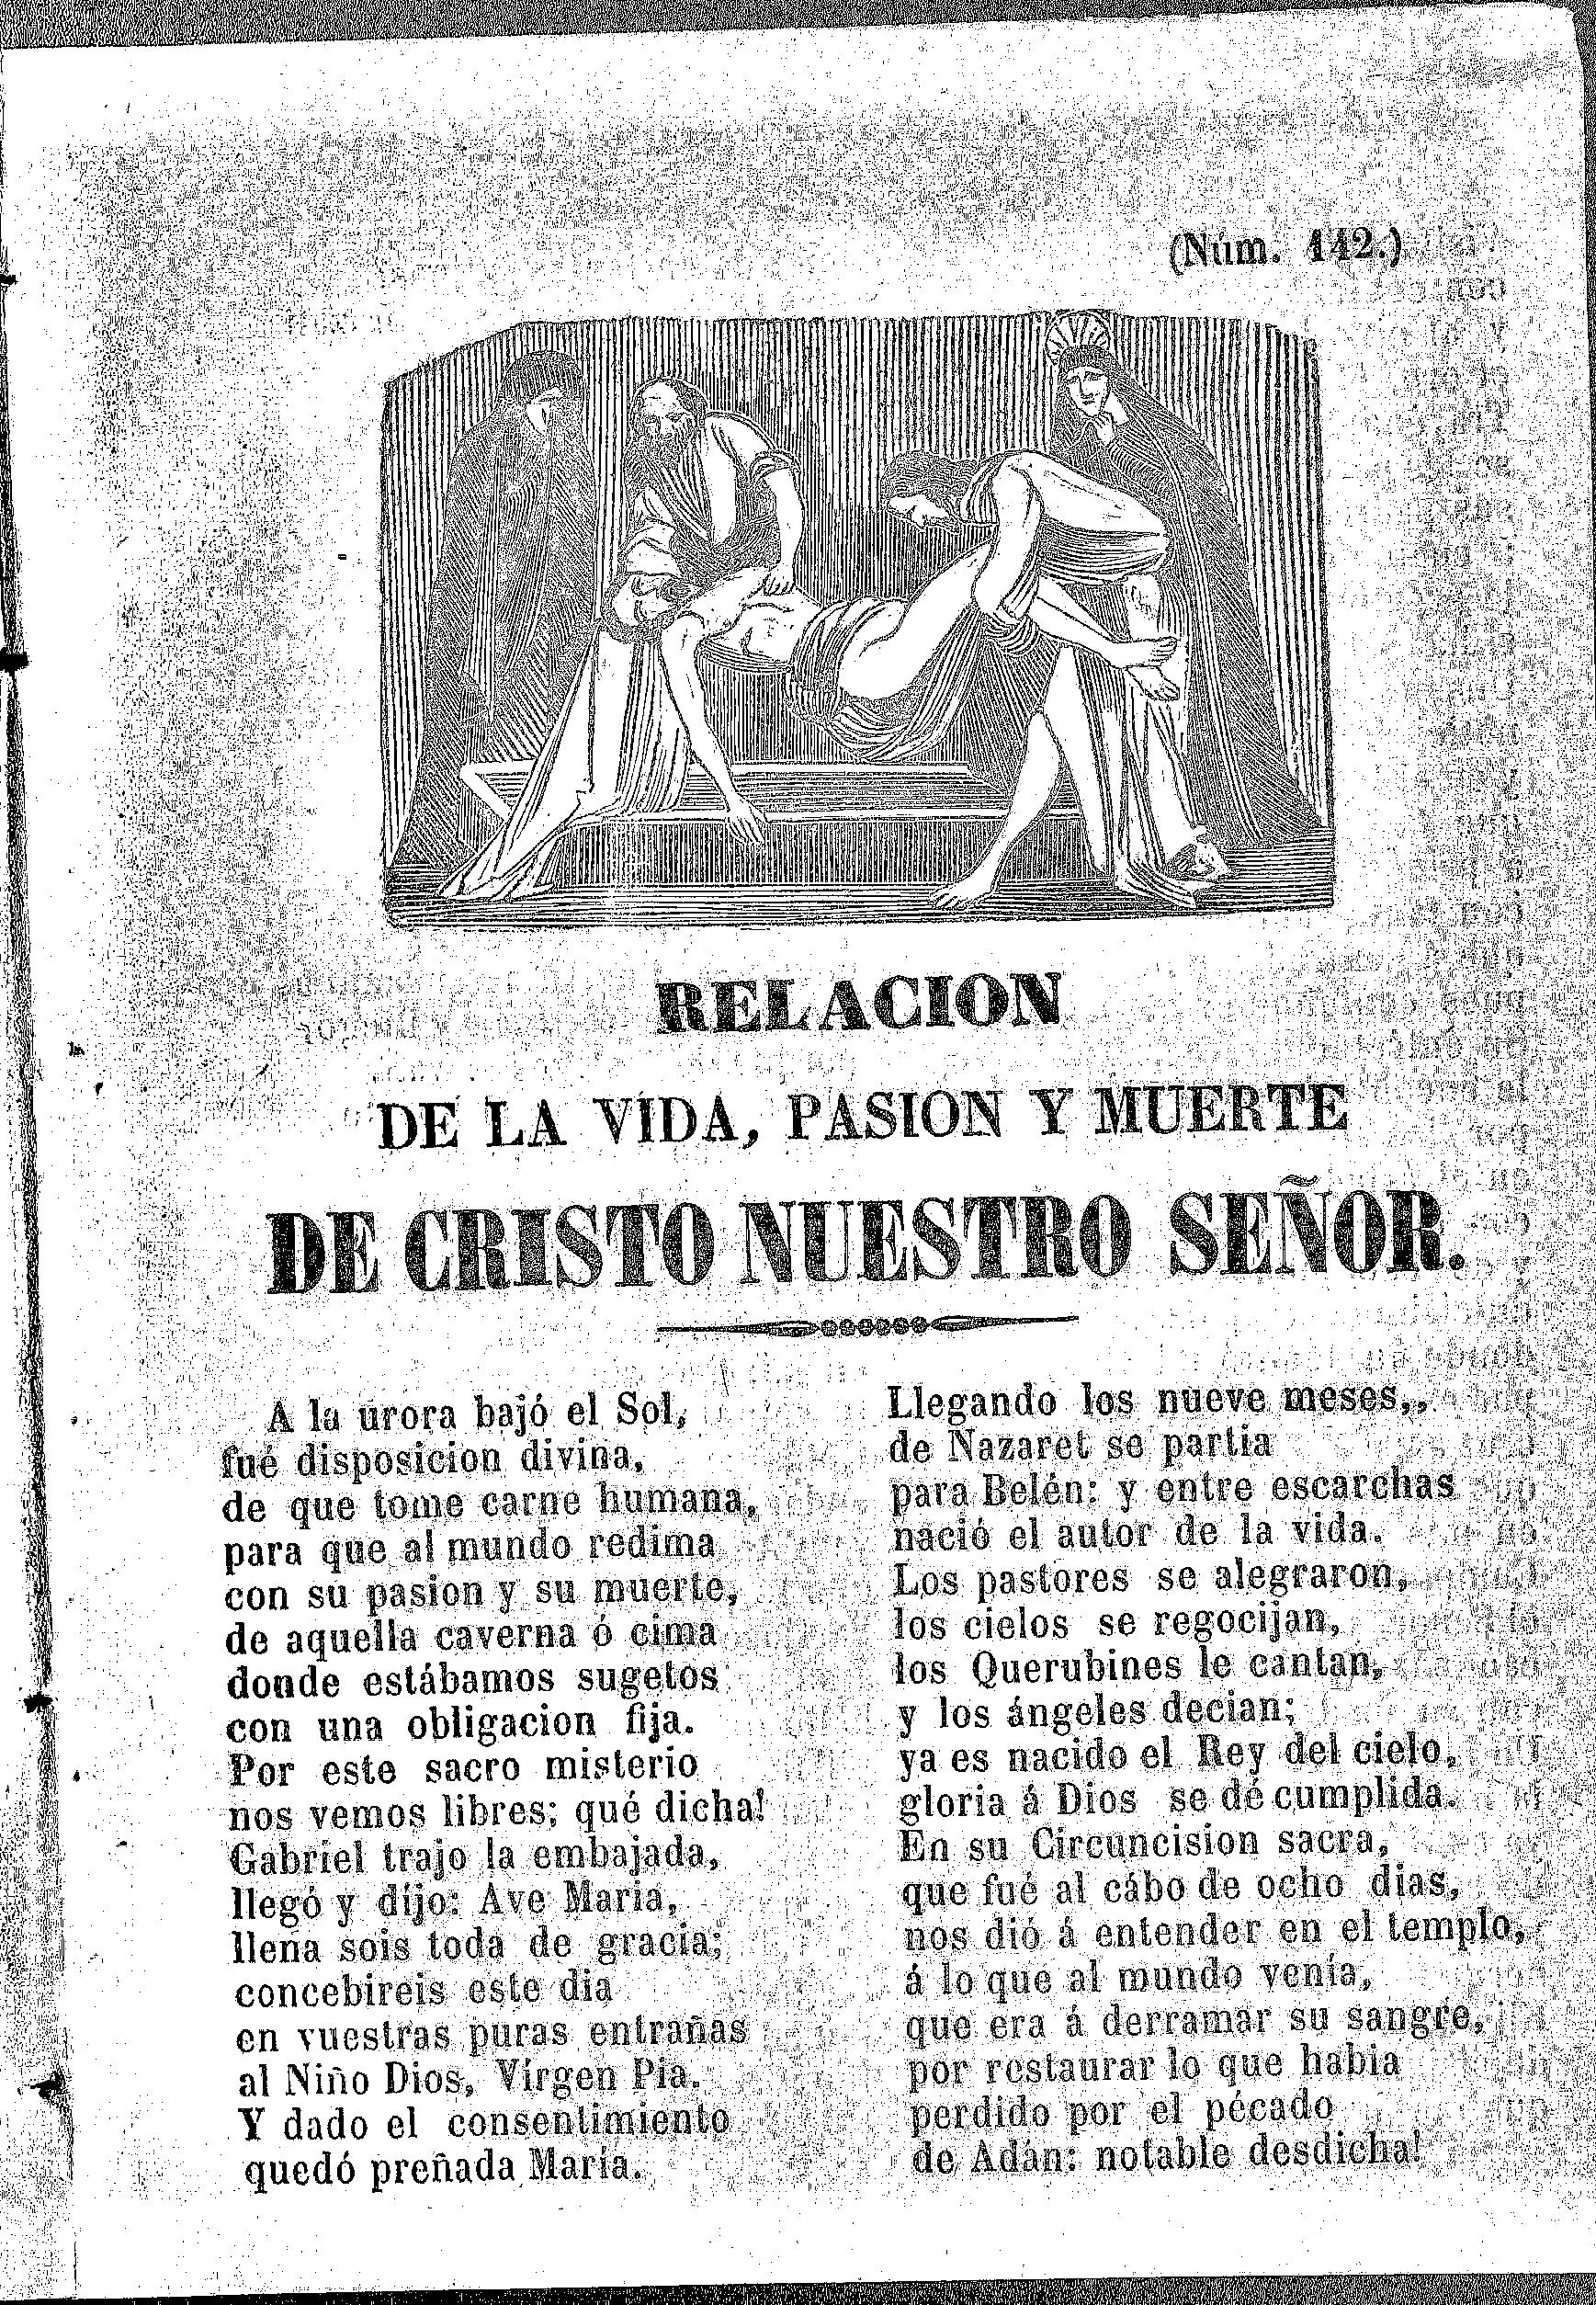 (Núm. 142.)
RELACION
DE LA VIDA, PASION Y MUERTE
DE CRISTO NUESTRO SEÑOR.
A la urora bajó el Sol,
fué disposicion divina,
de que tome carne humana,
para que al mundo redima
con su pasion y su muerte,
de aquella caverna ó cima
donde estábamos sugetos
con una obligacion fija.
Por este sacro misterio
nos vemos libres; qué dicha!
Gabriel trajo la embajada,
llegó y dijo: Ave Maria,
llena sois toda de gracia;
concebireis este dia
en vuestras puras entrañas
al Niño Dios, Vírgen Pia.
Y dado el consentimiento
quedó preñada María.
Llegando los nueve meses,,
de Nazaret se partia
para Belén: y entre escarchas
nació el autor de la vida.
Los pastores se alegraron,
los cielos se regocijan,
los Querubines le cantan,
y los ángeles decian;
ya es nacido el Rey del cielo,
gloria á Dios se dé cumplida.
En su Circuncision sacra,
que fué al cábo de ocho dias,
nos dió á entender en el templo,
á lo que al mundo venía,
que era á derramar su sangre,
por restaurar lo que habia
perdido por el pécado
de Adán: notable desdicha!